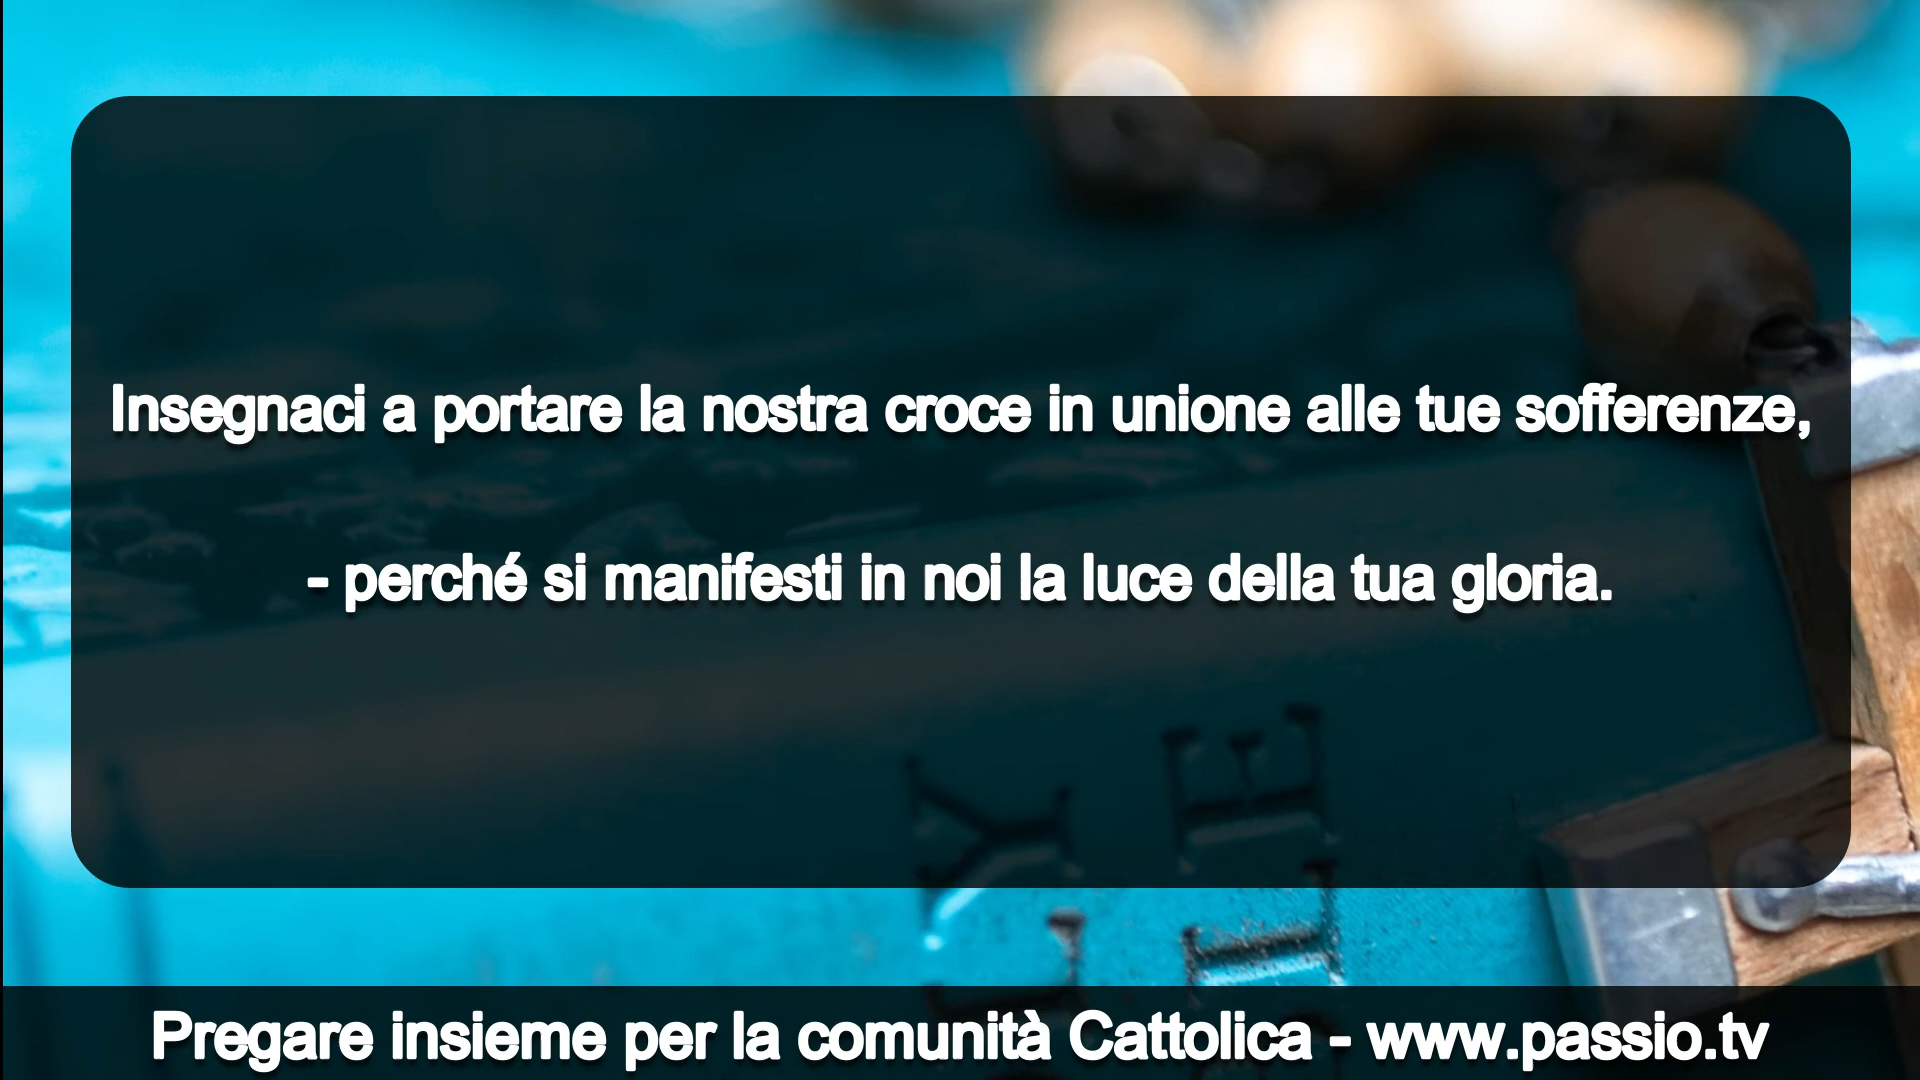 Insegnaci a portare la nostra croce in unione alle tue sofferenze,
- perché si manifesti in noi la luce della tua gloria.
Pregare insieme per la comunità Cattolica - www.passio.tv